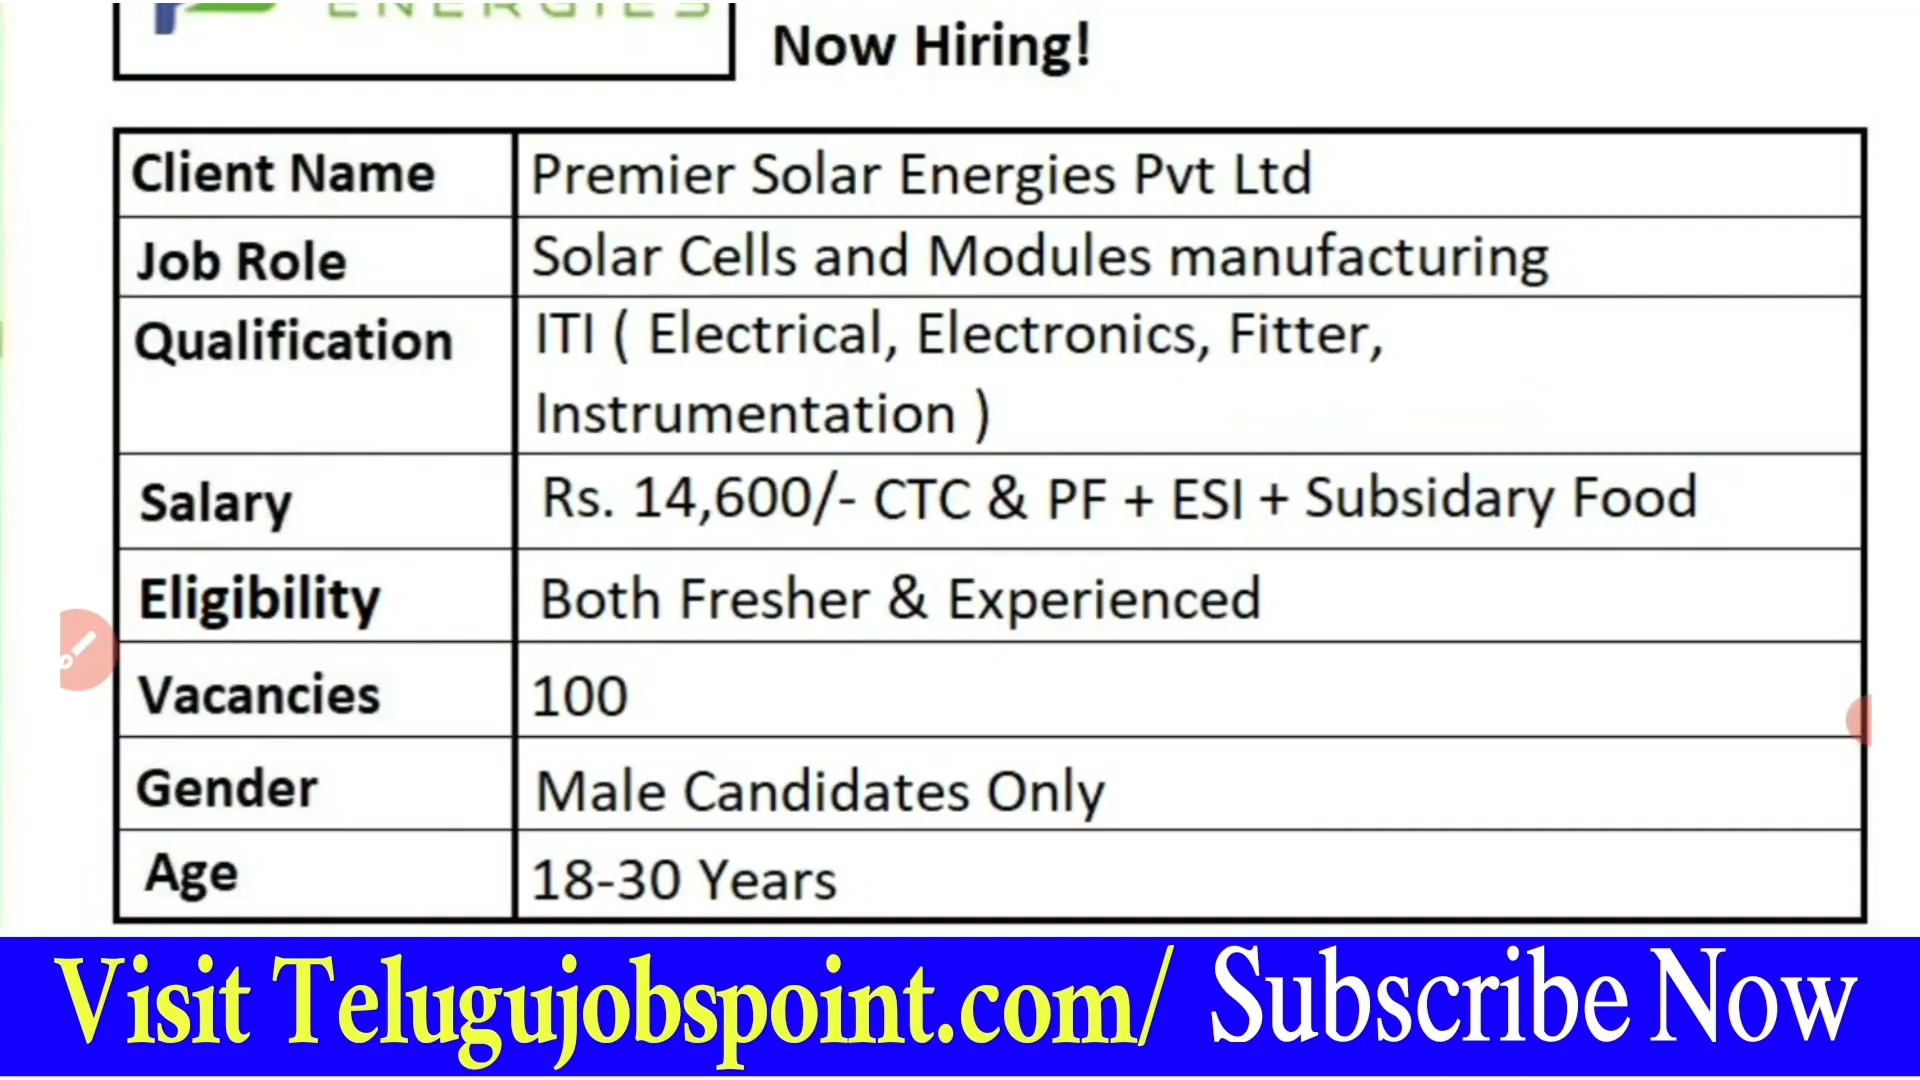 ENERGIES
Now Hiring!
Client Name Premier Solar Energies Pvt Ltd
Job Role Solar Cells and Modules manufacturing
Qualification ITI ( Electrical, Electronics, Fitter,
Instrumentation )
Salary Rs. 14,600/- CTC & PF + ESI + Subsidary Food
Eligibility Both Fresher & Experienced
Vacancies 100
Gender Male Candidates Only
Age 18-30 Years
Visit Telugujobspoint.com/ Subscribe Now